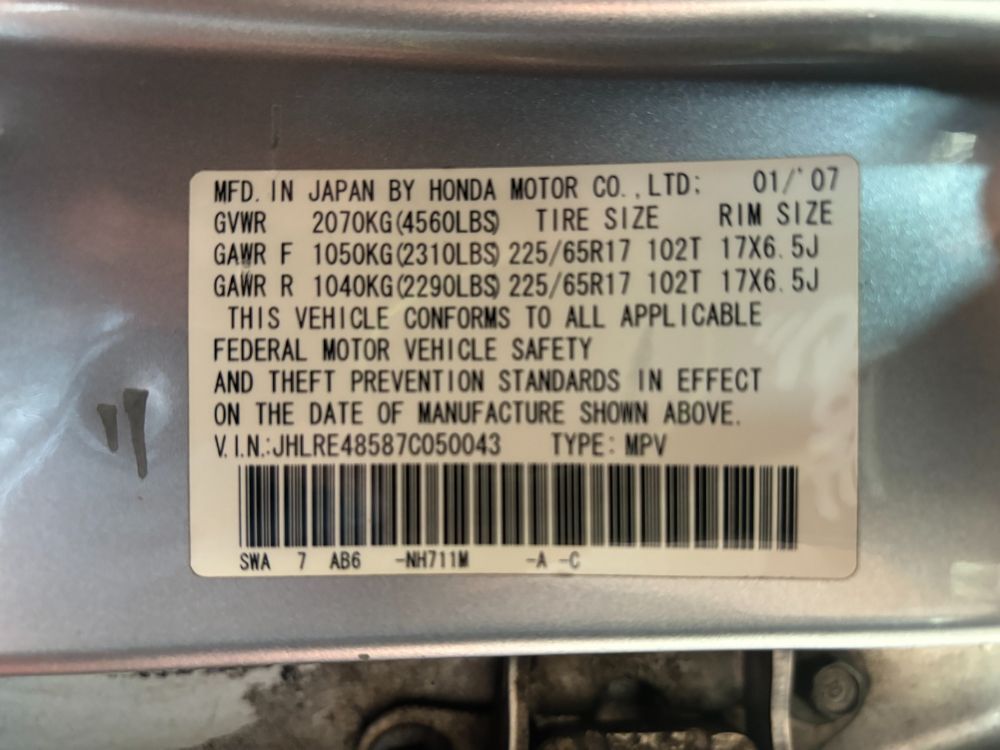 MFD. IN JAPAN BY HONDA MOTOR CO., LTD: 01/'07
GVWR 2070KG(4560LBS) TIRE SIZE RIM SIZE
GAWR F 1050KG(2310LBS) 225/65R17 102T 17X6.5J
GAWR R 1040KG(2290LBS) 225/65R17 102T 17X6.5J
THIS VEHICLE CONFORMS TO ALL APPLICABLE
FEDERAL MOTOR VEHICLE SAFETY
AND THEFT PREVENTION STANDARDS IN EFFECT
ON THE DATE OF MANUFACTURE SHOWN ABOVE.
V.I.N.:JHLRE48587C050043 TYPE: MPV
SWA 7 AB6 -NH711M -A -C